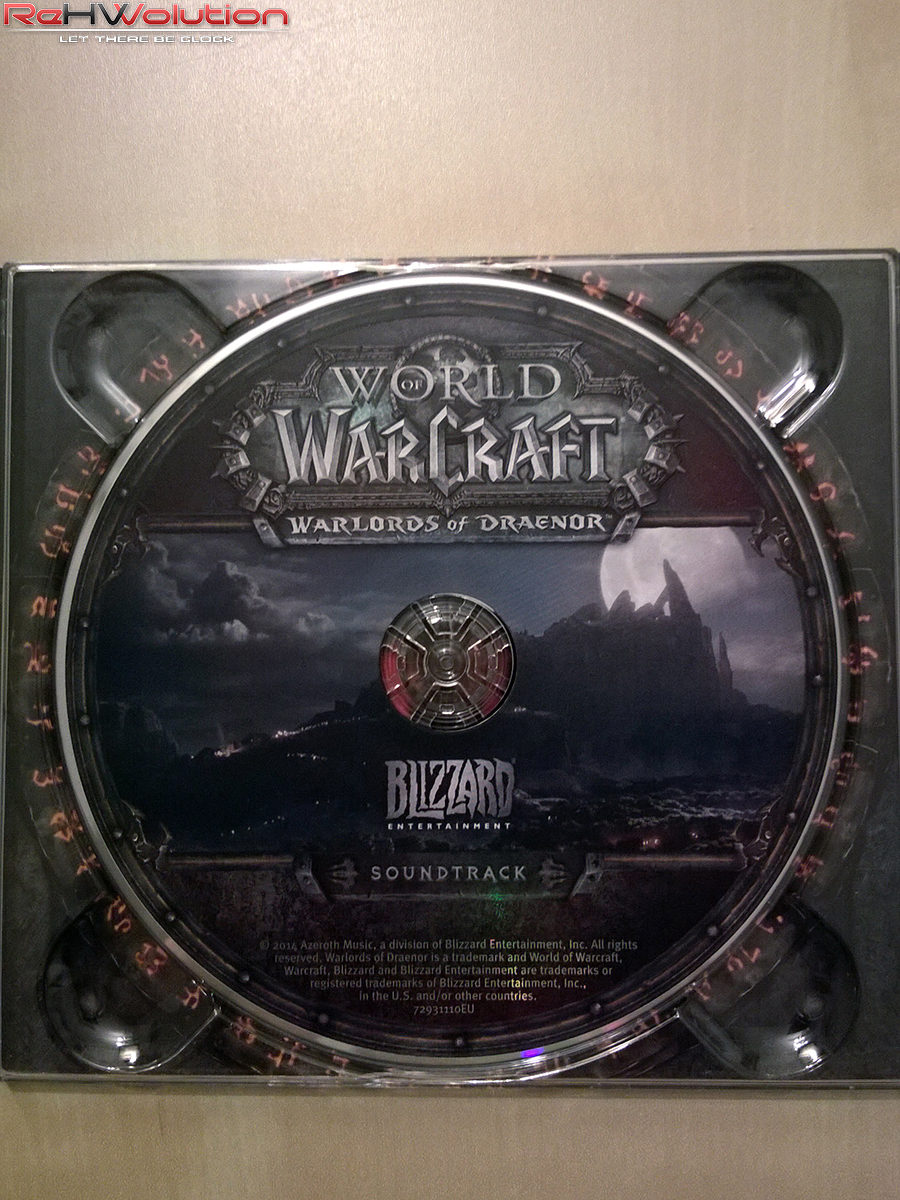 ReHWolution
LET THERE BE GLOCK
WORLD
OF
WARCRAFT
WARLORDS of DRAENOR™
BLIZZARD
ENTERTAINMENT
SOUNDTRACK
© 2014 Azeroth Music, a division of Blizzard Entertainment, Inc. All rights
reserved. Warlords of Draenor is a trademark and World of Warcraft,
Warcraft, Blizzard and Blizzard Entertainment are trademarks or
registered trademarks of Blizzard Entertainment, Inc.,
in the U.S. and/or other countries.
72931110EU